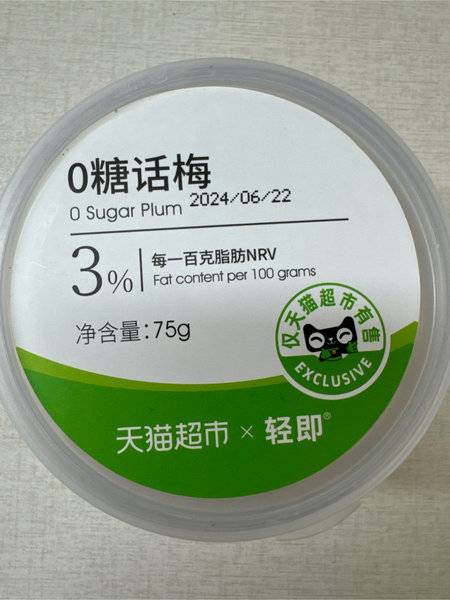 0糖话梅
0 Sugar Plum 2024/06/22
3% 每一百克脂肪NRV
Fat content per 100 grams
净含量:75g
仅天猫超市有售
EXCLUSIVE
天猫超市 × 轻即®